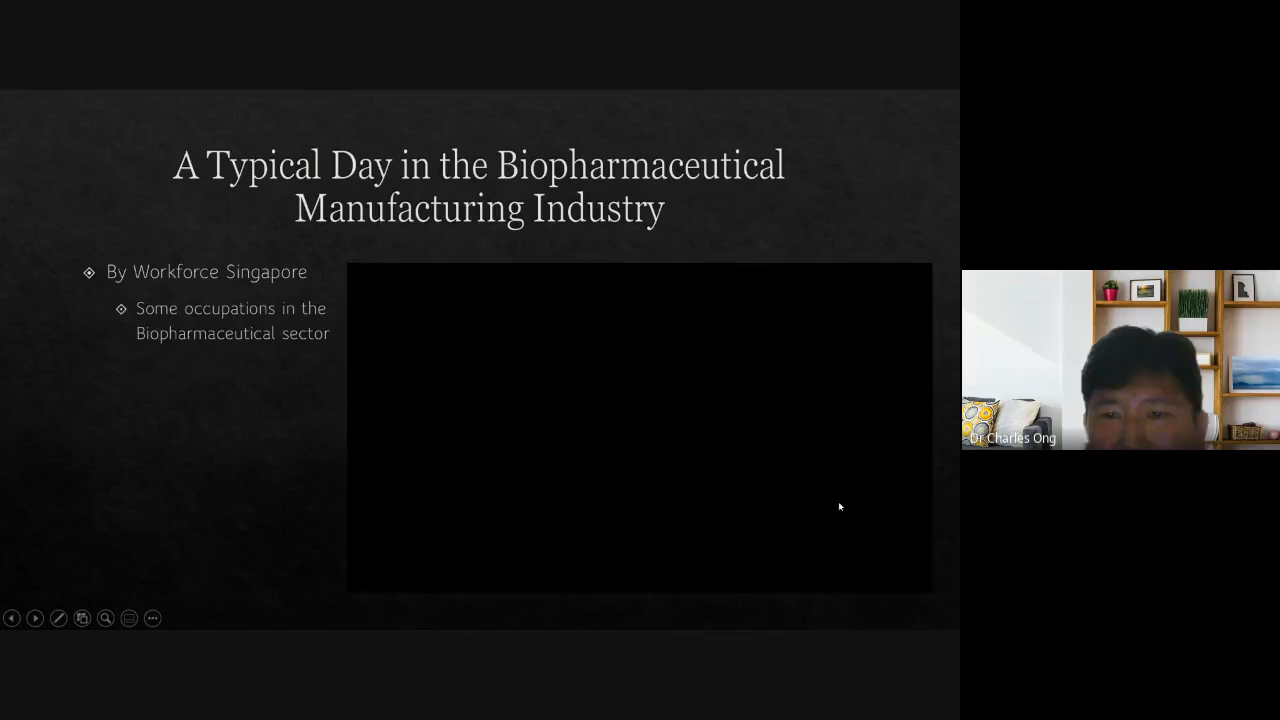 A Typical Day in the Biopharmaceutical
Manufacturing Industry
By Workforce Singapore
Some occupations in the
Biopharmaceutical sector
Dr Charles Ong